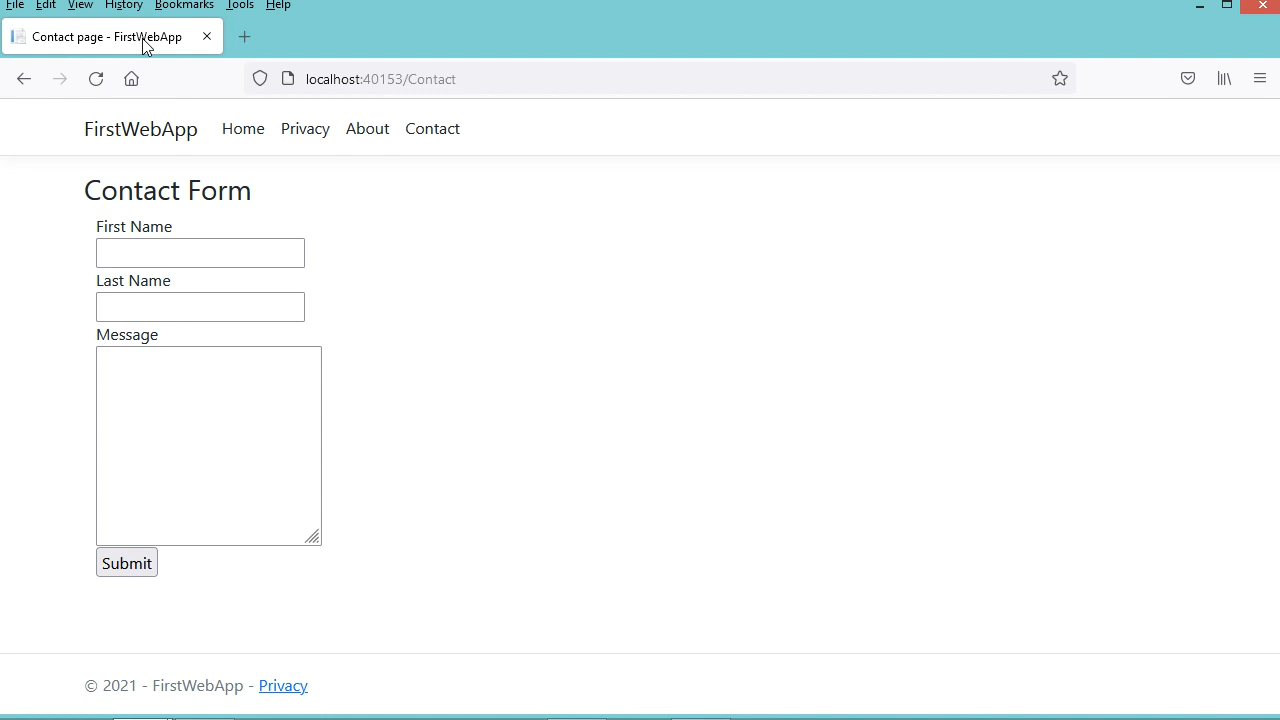 File Edit View History Bookmarks Tools Help
Contact page - FirstWebApp
localhost:40153/Contact
FirstWebApp Home Privacy About Contact
Contact Form
First Name
Last Name
Message
Submit
© 2021 - FirstWebApp - Privacy